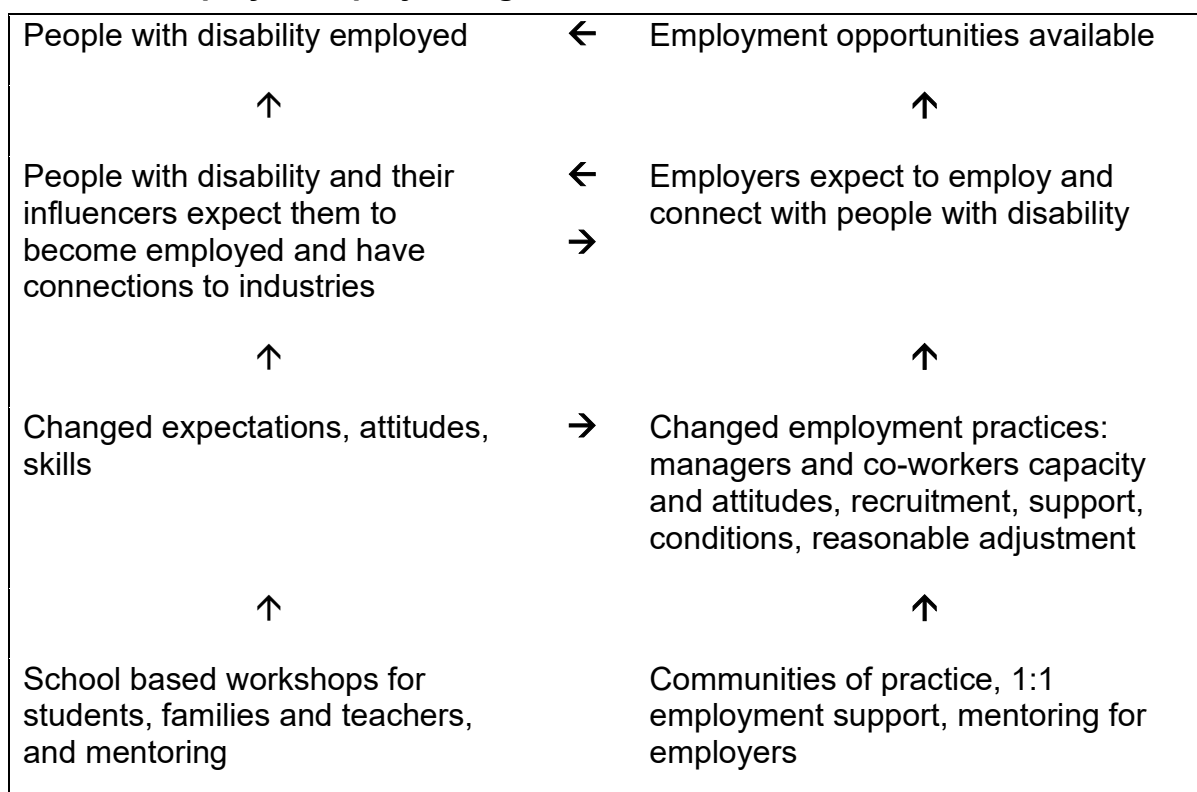 People with disability employed ← Employment opportunities available
↑ ↑
People with disability and their ← Employers expect to employ and
influencers expect them to connect with people with disability
become employed and have →
connections to industries
↑ ↑
Changed expectations, attitudes, → Changed employment practices:
skills managers and co-workers capacity
and attitudes, recruitment, support,
conditions, reasonable adjustment
↑ ↑
School based workshops for Communities of practice, 1:1
students, families and teachers, employment support, mentoring for
and mentoring employers